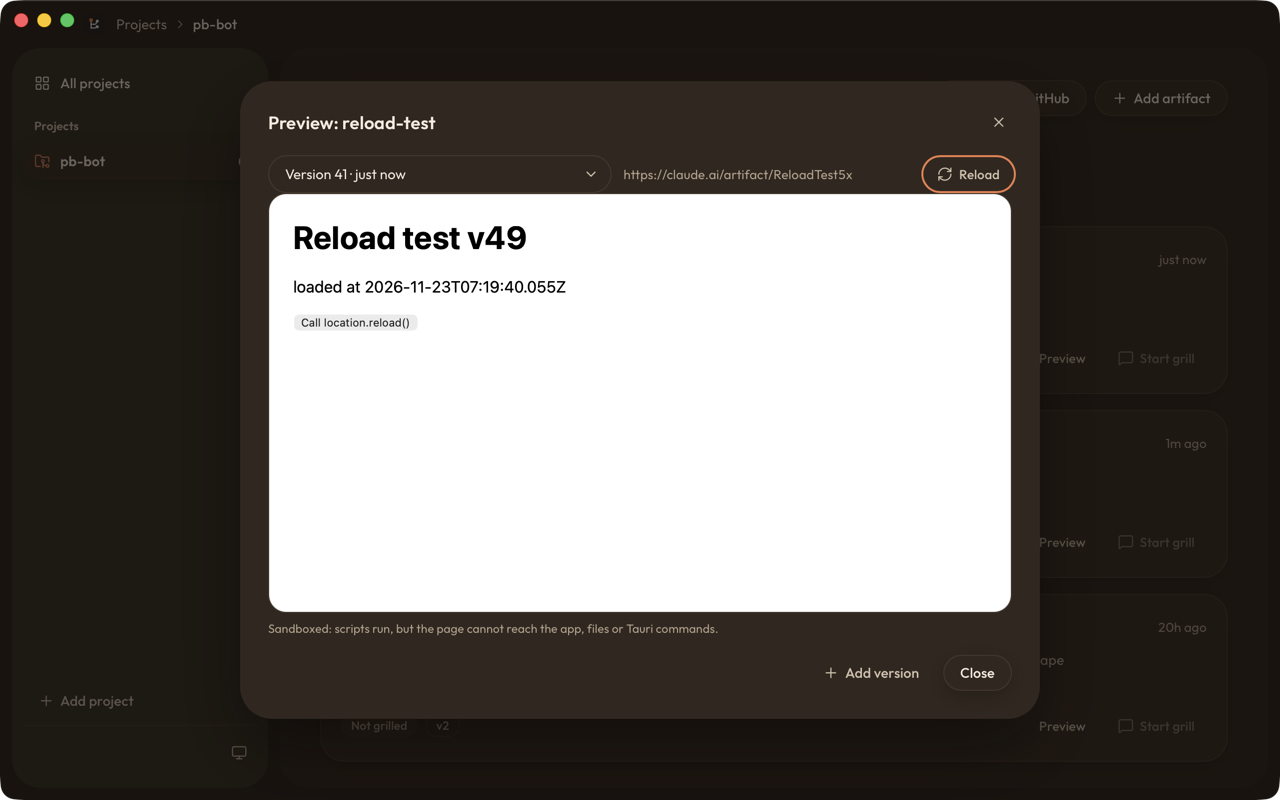 Projects > pb-bot
All projects
Projects
pb-bot
Add project
itHub
+ Add artifact
Preview: reload-test
Version 41 · just now
https://claude.ai/artifact/ReloadTest5x
Reload
Reload test v49
loaded at 2026-11-23T07:19:40.055Z
Call location.reload()
Sandboxed: scripts run, but the page cannot reach the app, files or Tauri commands.
+ Add version
Close
just now
Preview
Start grill
1m ago
Preview
Start grill
20h ago
ape
Not grilled
v2
Preview
Start grill